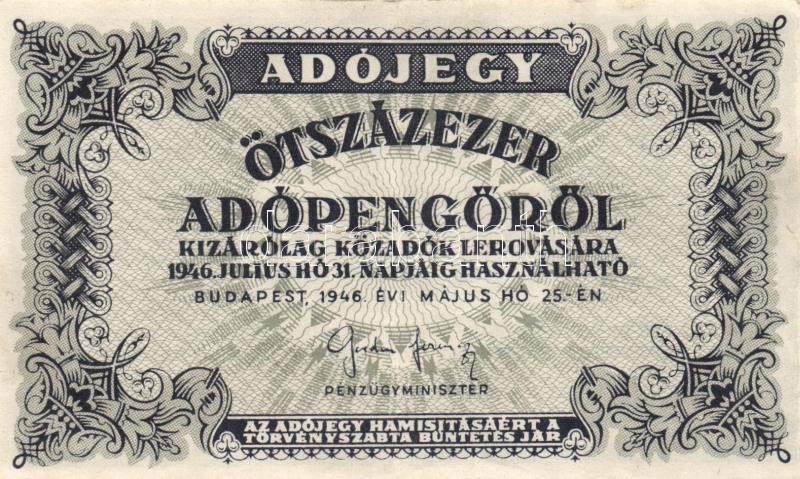 ADÓJEGY
ÖTSZÁZEZER
ADÓPENGŐRŐL
KIZÁRÓLAG KÖZADÓK LEROVÁSÁRA
1946. JULIUS HÓ 31. NAPJÁIG HASZNÁLHATÓ
BUDAPEST, 1946. ÉVI MÁJUS HÓ 25.-ÉN
PÉNZÜGYMINISZTER
AZ ADÓJEGY HAMISITÁSÁÉRT A
TÖRVÉNYSZABTA BÜNTETÉS JÁR